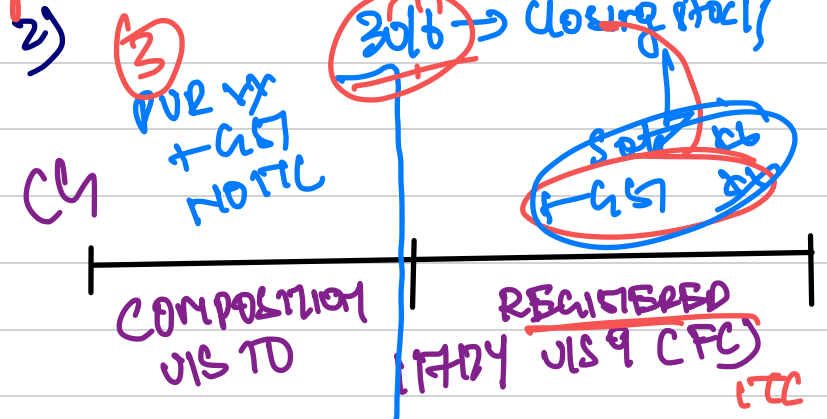 2) 3 30/6 → Closing Stock
PUR xx
+ GST
NO ITC
Sale xx
+ GST xx
CG
COMPOSITION
U/S 10
REGISTERED
U/S 9 (FC)
1/7/24
ITC